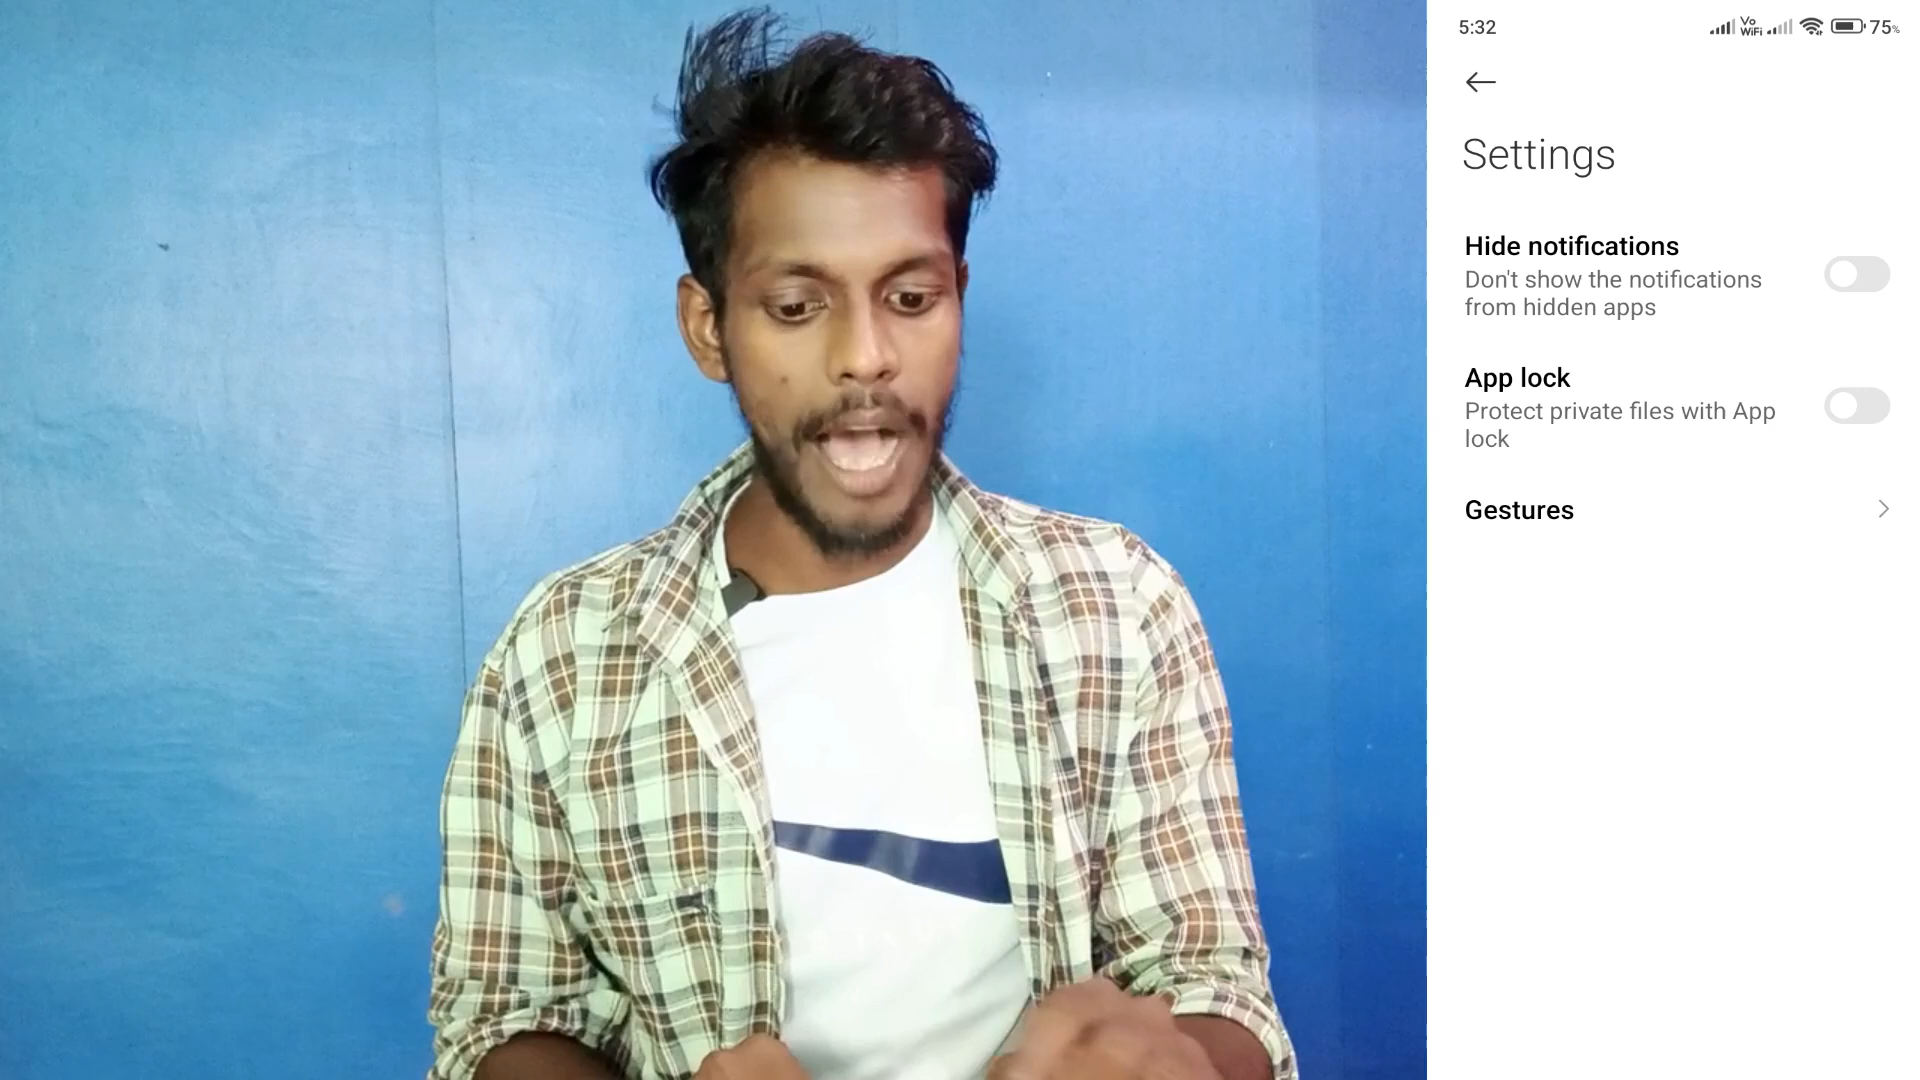 5:32
Vo
WiFi
75%
Settings
Hide notifications
Don't show the notifications
from hidden apps
App lock
Protect private files with App
lock
Gestures